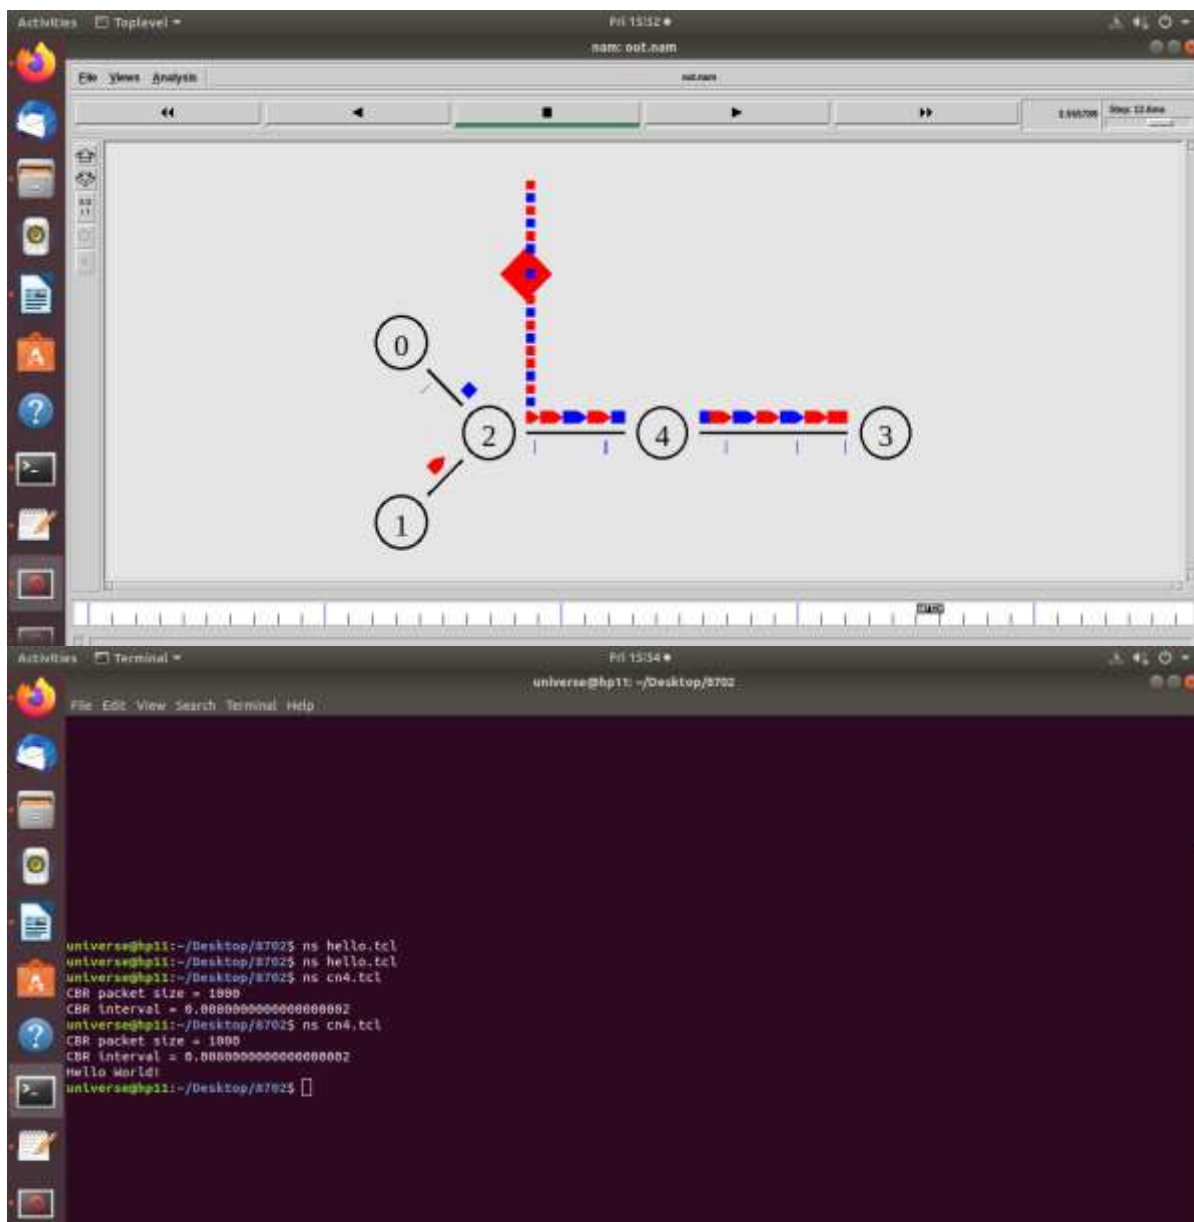 Activities Toplevel Fri 15:52
nam: out.nam
File Views Analysis out.nam
Step: 12.6ms
0
2 4 3
1
Activities Terminal Fri 15:54
universe@hp11: ~/Desktop/8702
File Edit View Search Terminal Help
universe@hp11:~/Desktop/8702$ ns hello.tcl
universe@hp11:~/Desktop/8702$ ns hello.tcl
universe@hp11:~/Desktop/8702$ ns cn4.tcl
CBR packet size = 1000
CBR interval = 0.0080000000000000002
universe@hp11:~/Desktop/8702$ ns cn4.tcl
CBR packet size = 1000
CBR interval = 0.0080000000000000002
Hello World!
universe@hp11:~/Desktop/8702$